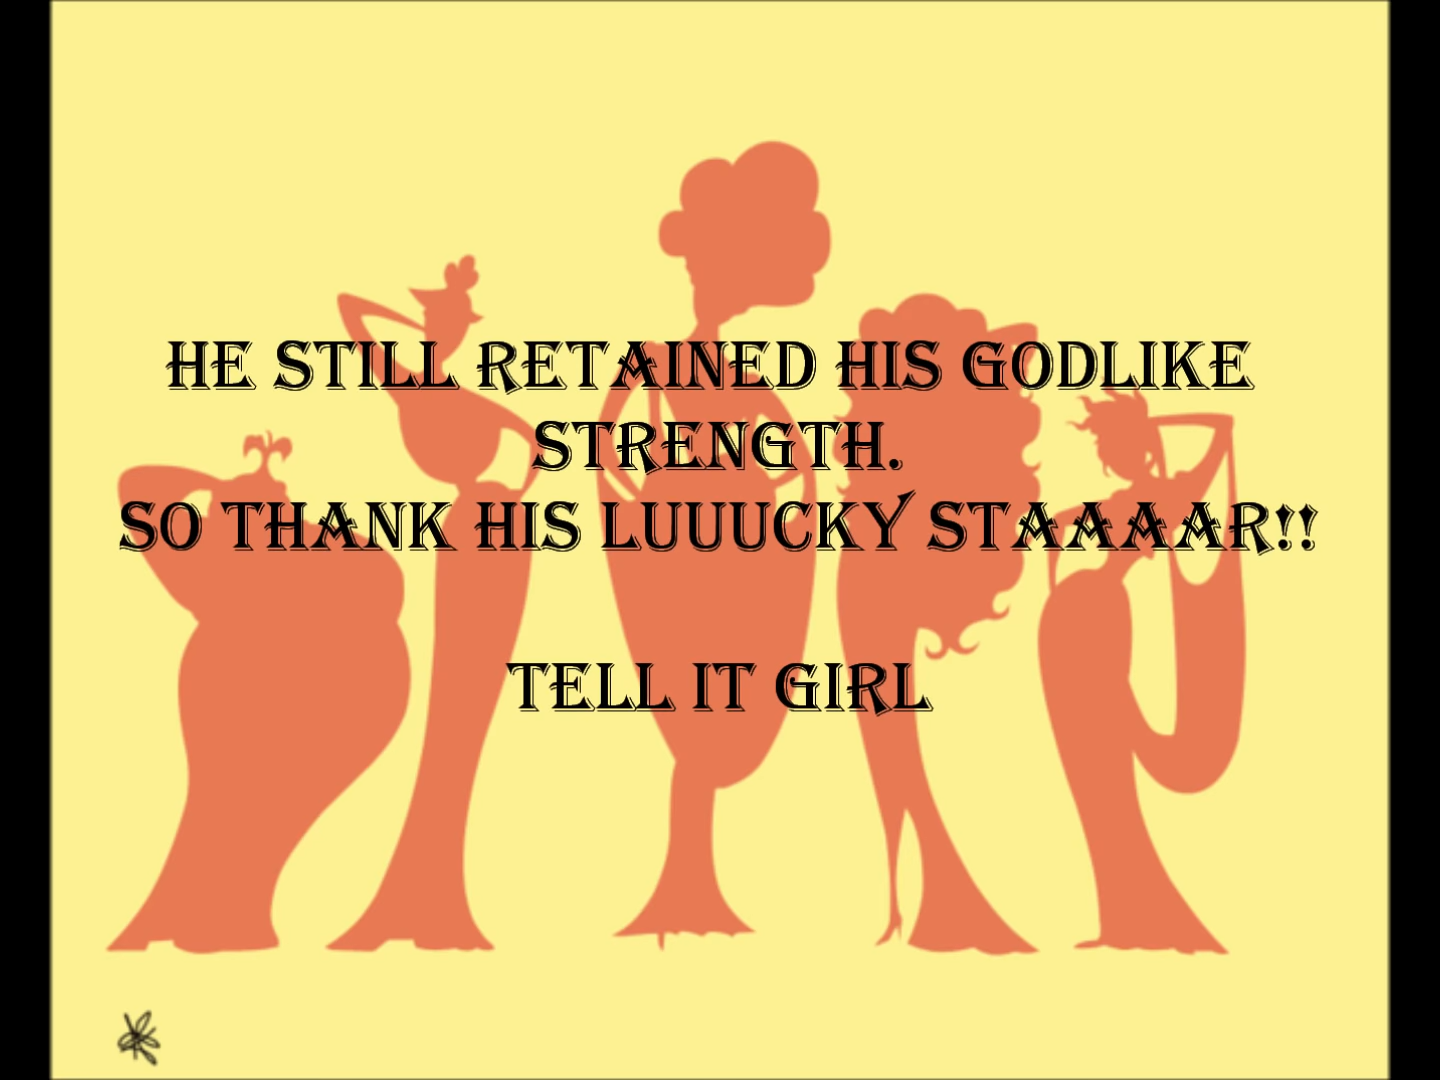 HE STILL RETAINED HIS GODLIKE
STRENGTH.
SO THANK HIS LUUUCKY STAAAAR!!
TELL IT GIRL